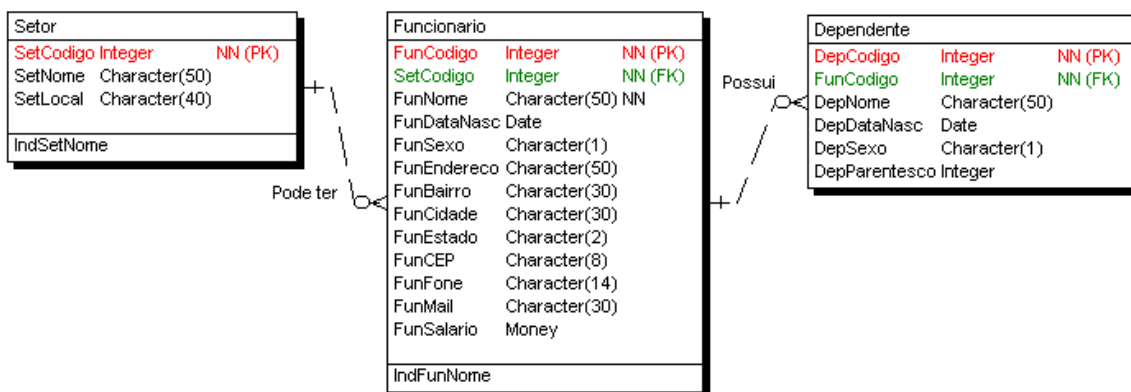 Setor
SetCodigo Integer NN (PK)
SetNome Character(50)
SetLocal Character(40)
IndSetNome
Pode ter
Funcionario
FunCodigo Integer NN (PK)
SetCodigo Integer NN (FK)
FunNome Character(50) NN
FunDataNasc Date
FunSexo Character(1)
FunEndereco Character(50)
FunBairro Character(30)
FunCidade Character(30)
FunEstado Character(2)
FunCEP Character(8)
FunFone Character(14)
FunMail Character(30)
FunSalario Money
IndFunNome
Possui
Dependente
DepCodigo Integer NN (PK)
FunCodigo Integer NN (FK)
DepNome Character(50)
DepDataNasc Date
DepSexo Character(1)
DepParentesco Integer